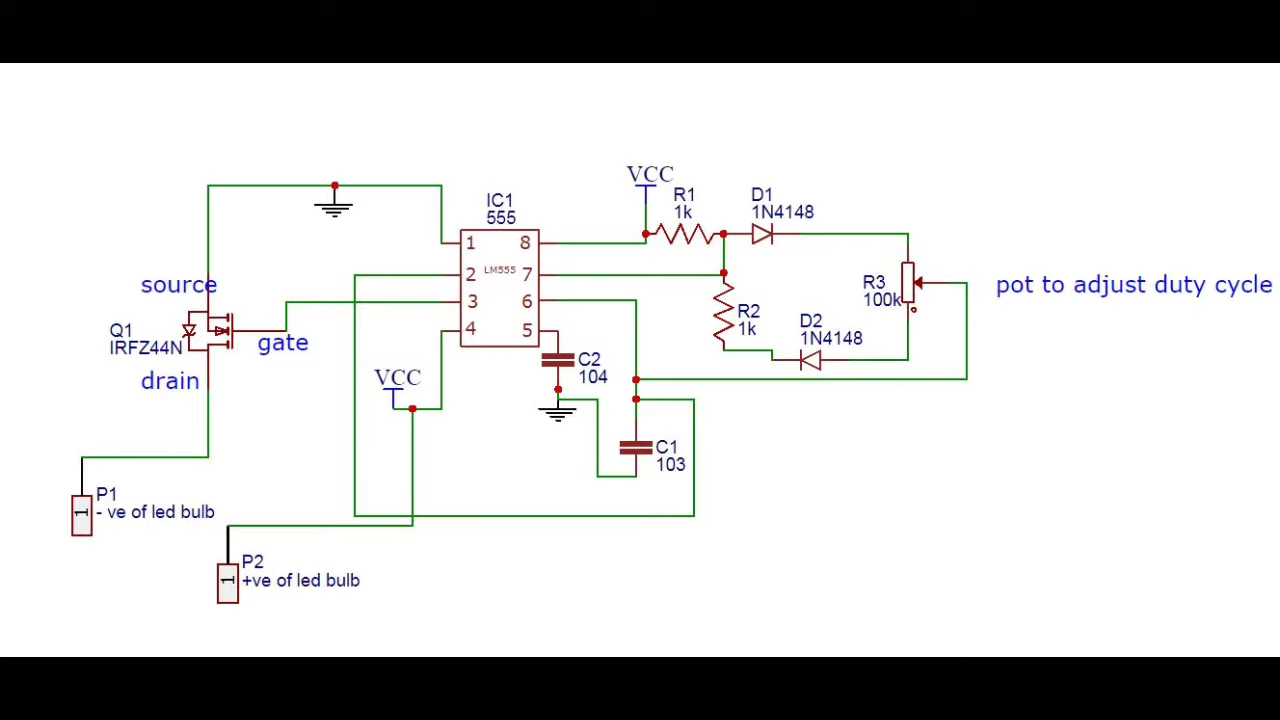 VCC
R1
1k
D1
1N4148
IC1
555
1
8
2
LM555
7
3
6
4
5
source
Q1
IRFZ44N
gate
drain
R3
100k
pot to adjust duty cycle
R2
1k
D2
1N4148
C2
104
VCC
C1
103
P1
1
- ve of led bulb
P2
1
+ve of led bulb